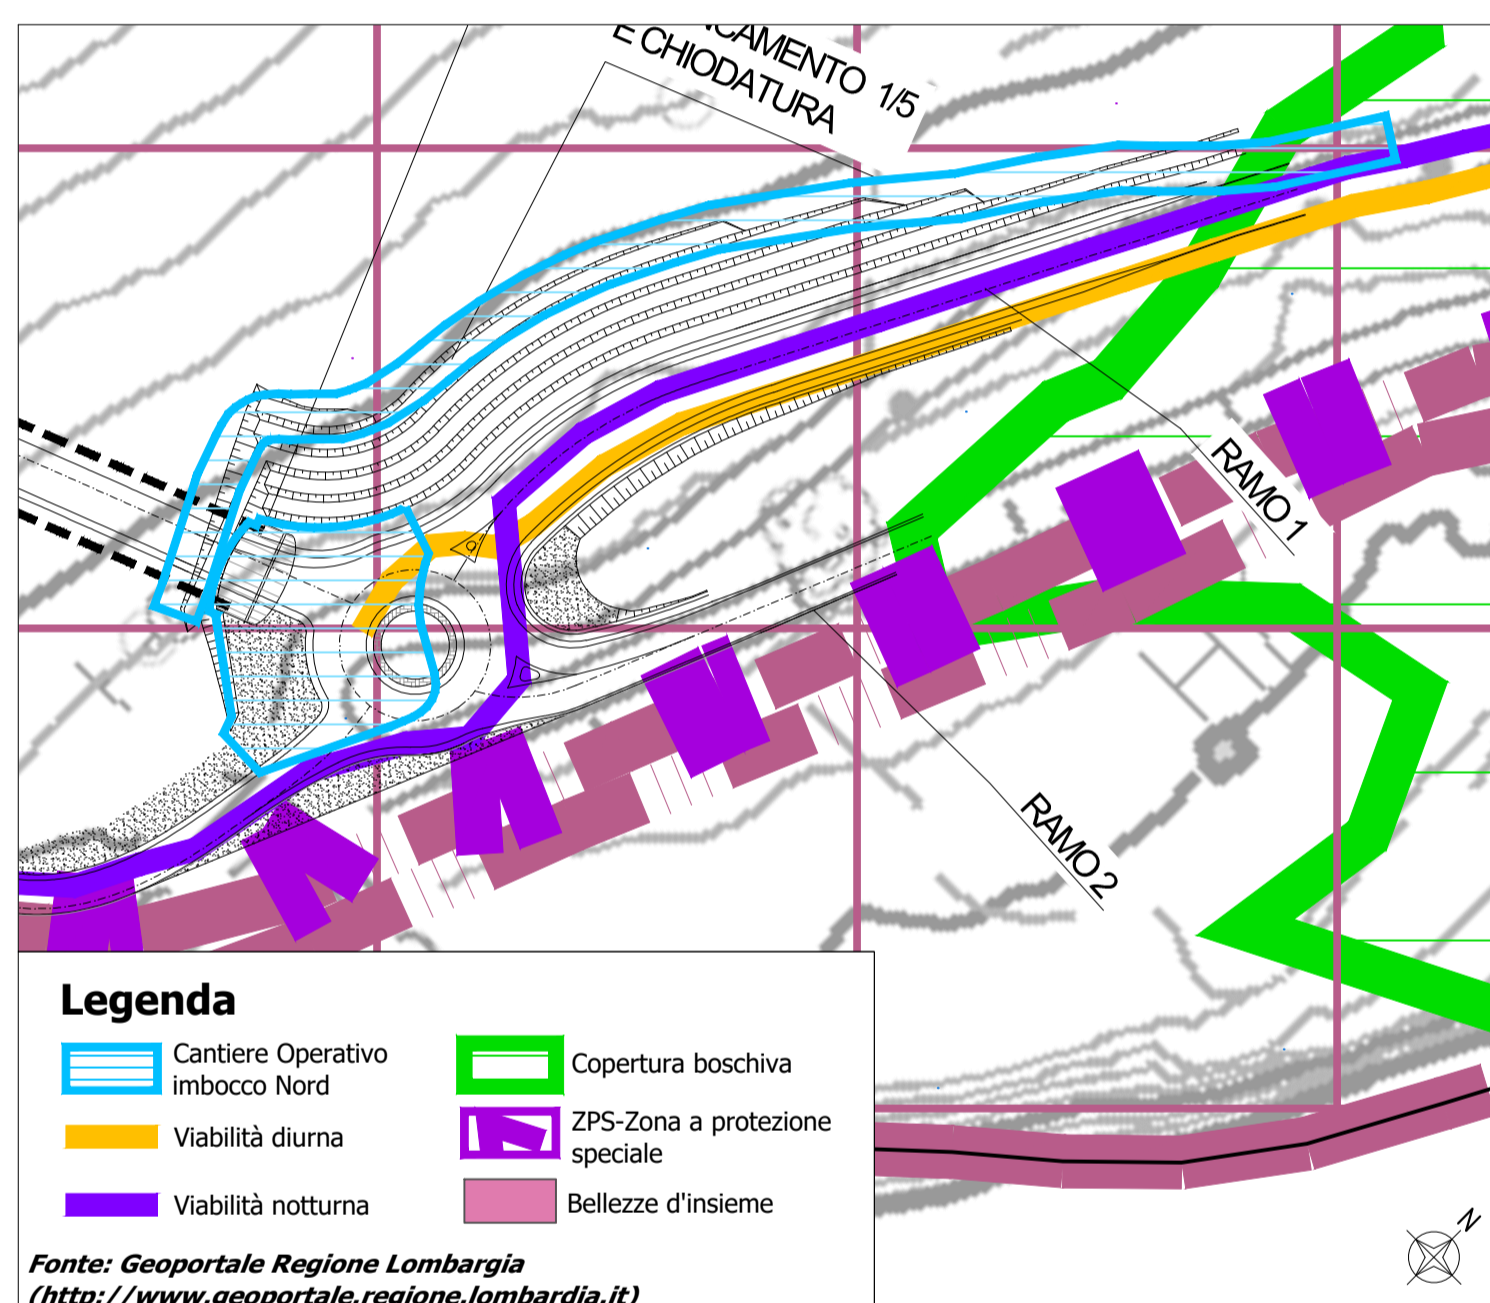 E CHIODATURA
1/5
RAMO 1
RAMO 2
Legenda
Cantiere Operativo
imbocco Nord
Viabilità diurna
Viabilità notturna
Copertura boschiva
ZPS-Zona a protezione
speciale
Bellezze d'insieme
Fonte: Geoportale Regione Lombargia
(http://www.geoportale.regione.lombardia.it)
N